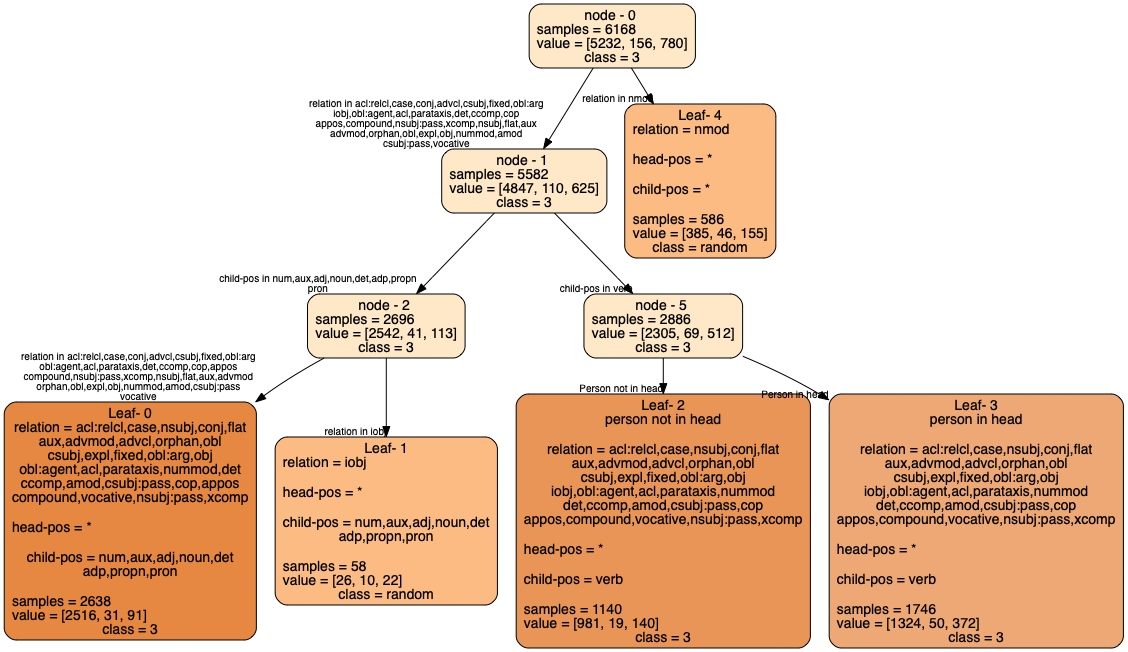 node - 0
samples = 6168
value = [5232, 156, 780]
class = 3
relation in acl:relcl,case,conj,advcl,csubj,fixed,obl:arg
iobj,obl:agent,acl,parataxis,det,ccomp,cop
appos,compound,nsubj:pass,xcomp,nsubj,flat,aux
advmod,orphan,obl,expl,obj,nummod,amod
csubj:pass,vocative
relation in nmod
Leaf- 4
relation = nmod
head-pos = *
child-pos = *
samples = 586
value = [385, 46, 155]
class = random
node - 1
samples = 5582
value = [4847, 110, 625]
class = 3
child-pos in num,aux,adj,noun,det,adp,propn
pron
child-pos in verb
node - 2
samples = 2696
value = [2542, 41, 113]
class = 3
node - 5
samples = 2886
value = [2305, 69, 512]
class = 3
relation in acl:relcl,case,conj,advcl,csubj,fixed,obl:arg
obl:agent,acl,parataxis,det,ccomp,cop,appos
compound,nsubj:pass,xcomp,nsubj,flat,aux,advmod
orphan,obl,expl,obj,nummod,amod,csubj:pass
vocative
relation in iobj
Person not in head
Person in head
Leaf- 0
relation = acl:relcl,case,nsubj,conj,flat
aux,advmod,advcl,orphan,obl
csubj,expl,fixed,obl:arg,obj
obl:agent,acl,parataxis,nummod,det
ccomp,amod,csubj:pass,cop,appos
compound,vocative,nsubj:pass,xcomp
head-pos = *
child-pos = num,aux,adj,noun,det
adp,propn,pron
samples = 2638
value = [2516, 31, 91]
class = 3
Leaf- 1
relation = iobj
head-pos = *
child-pos = num,aux,adj,noun,det
adp,propn,pron
samples = 58
value = [26, 10, 22]
class = random
Leaf- 2
person not in head
relation = acl:relcl,case,nsubj,conj,flat
aux,advmod,advcl,orphan,obl
csubj,expl,fixed,obl:arg,obj
iobj,obl:agent,acl,parataxis,nummod
det,ccomp,amod,csubj:pass,cop
appos,compound,vocative,nsubj:pass,xcomp
head-pos = *
child-pos = verb
samples = 1140
value = [981, 19, 140]
class = 3
Leaf- 3
person in head
relation = acl:relcl,case,nsubj,conj,flat
aux,advmod,advcl,orphan,obl
csubj,expl,fixed,obl:arg,obj
iobj,obl:agent,acl,parataxis,nummod
det,ccomp,amod,csubj:pass,cop
appos,compound,vocative,nsubj:pass,xcomp
head-pos = *
child-pos = verb
samples = 1746
value = [1324, 50, 372]
class = 3